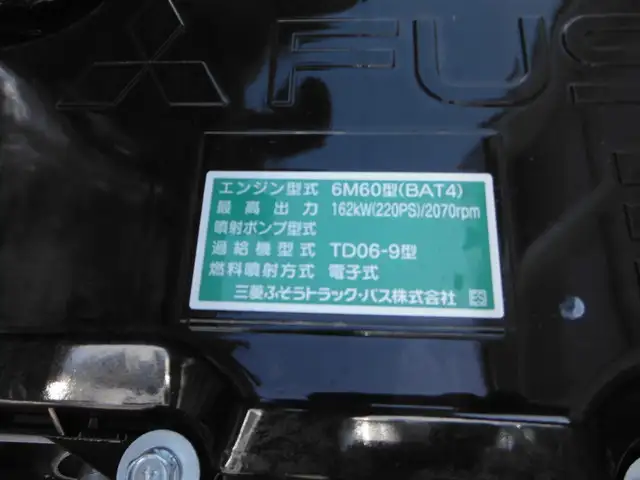 FUS
エンジン型式 6M60型(BAT4)
最高出力 162kW(220PS)/2070rpm
噴射ポンプ型式
過給機型式 TD06-9型
燃料噴射方式 電子式
三菱ふそうトラック・バス株式会社